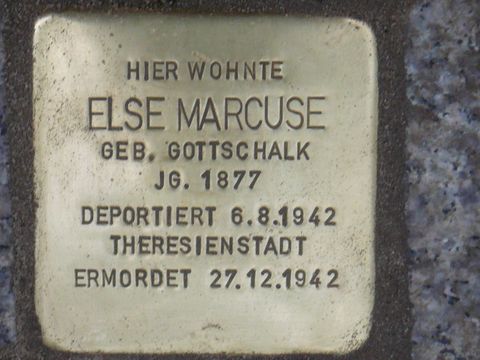 HIER WOHNTE
ELSE MARCUSE
GEB. GOTTSCHALK
JG. 1877
DEPORTIERT 6.8.1942
THERESIENSTADT
ERMORDET 27.12.1942